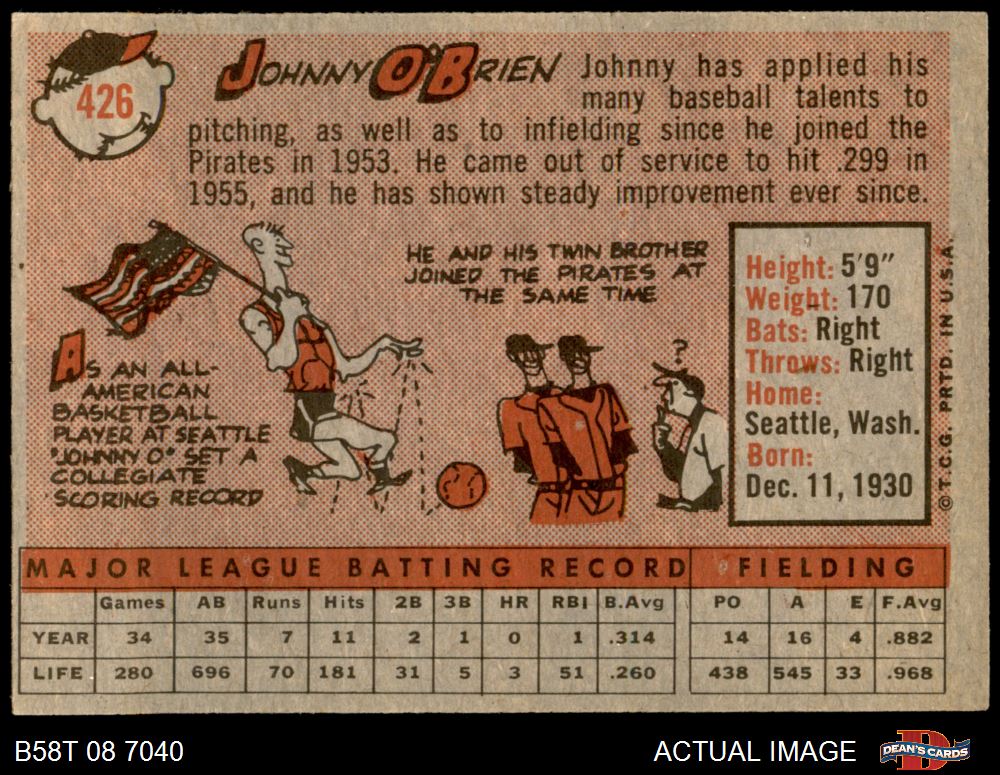 426
JOHNNY O'BRIEN
Johnny has applied his
many baseball talents to
pitching, as well as to infielding since he joined the
Pirates in 1953. He came out of service to hit .299 in
1955, and he has shown steady improvement ever since.
HE AND HIS TWIN BROTHER
JOINED THE PIRATES AT
THE SAME TIME
?
AS AN ALL-
AMERICAN
BASKETBALL
PLAYER AT SEATTLE
"JOHNNY O" SET A
COLLEGIATE
SCORING RECORD
Height: 5'9"
Weight: 170
Bats: Right
Throws: Right
Home:
Seattle, Wash.
Born:
Dec. 11, 1930
© T.C.G. PRTD. IN U.S.A.
MAJOR LEAGUE BATTING RECORD FIELDING
Games AB Runs Hits 2B 3B HR RBI B.Avg PO A E F.Avg
YEAR 34 35 7 11 2 1 0 1 .314 14 16 4 .882
LIFE 280 696 70 181 31 5 3 51 .260 438 545 33 .968
B58T 08 7040 ACTUAL IMAGE DEAN'S CARDS